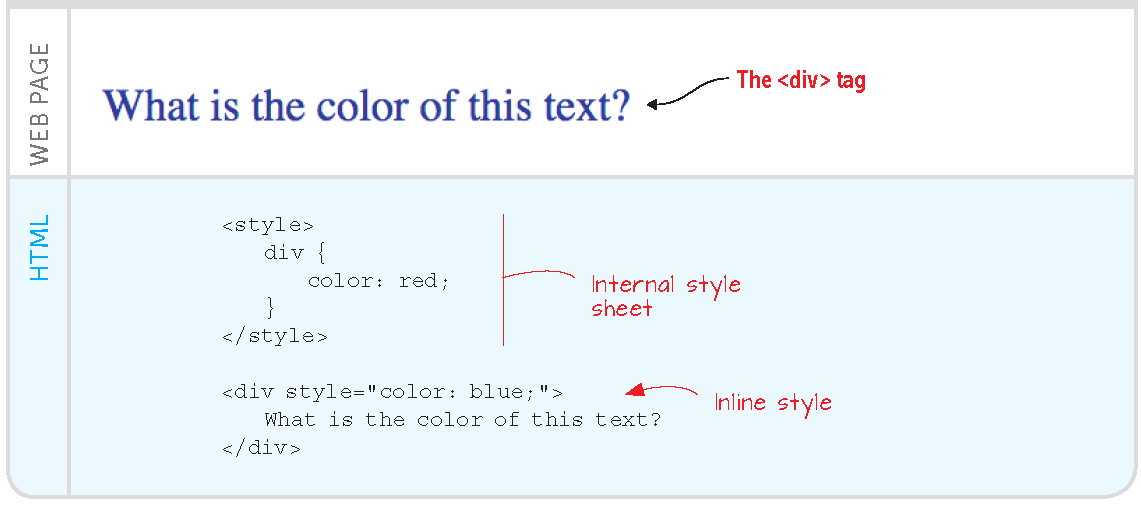 WEB PAGE
What is the color of this text?
The <div> tag
HTML
<style>
div {
color: red;
}
</style>
Internal style
sheet
<div style="color: blue;">
What is the color of this text?
</div>
Inline style